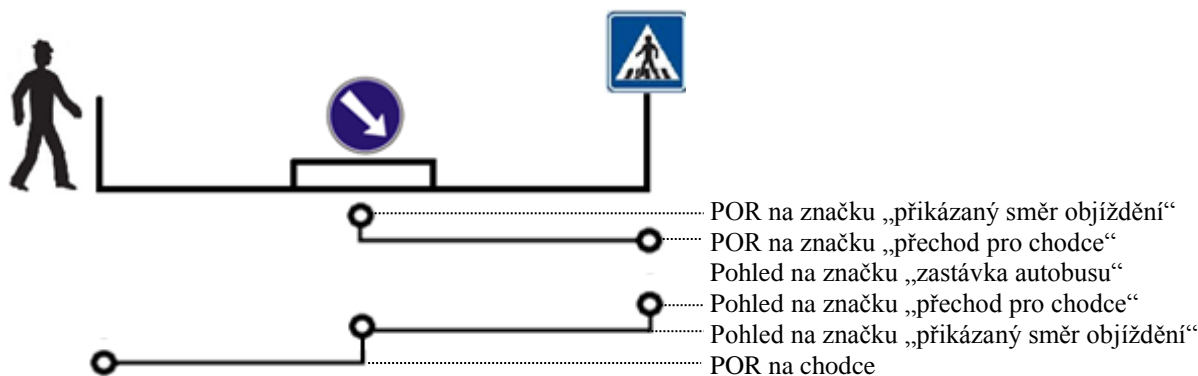 POR na značku „přikázaný směr objíždění“
POR na značku „přechod pro chodce“
Pohled na značku „zastávka autobusu“
Pohled na značku „přechod pro chodce“
Pohled na značku „přikázaný směr objíždění“
POR na chodce